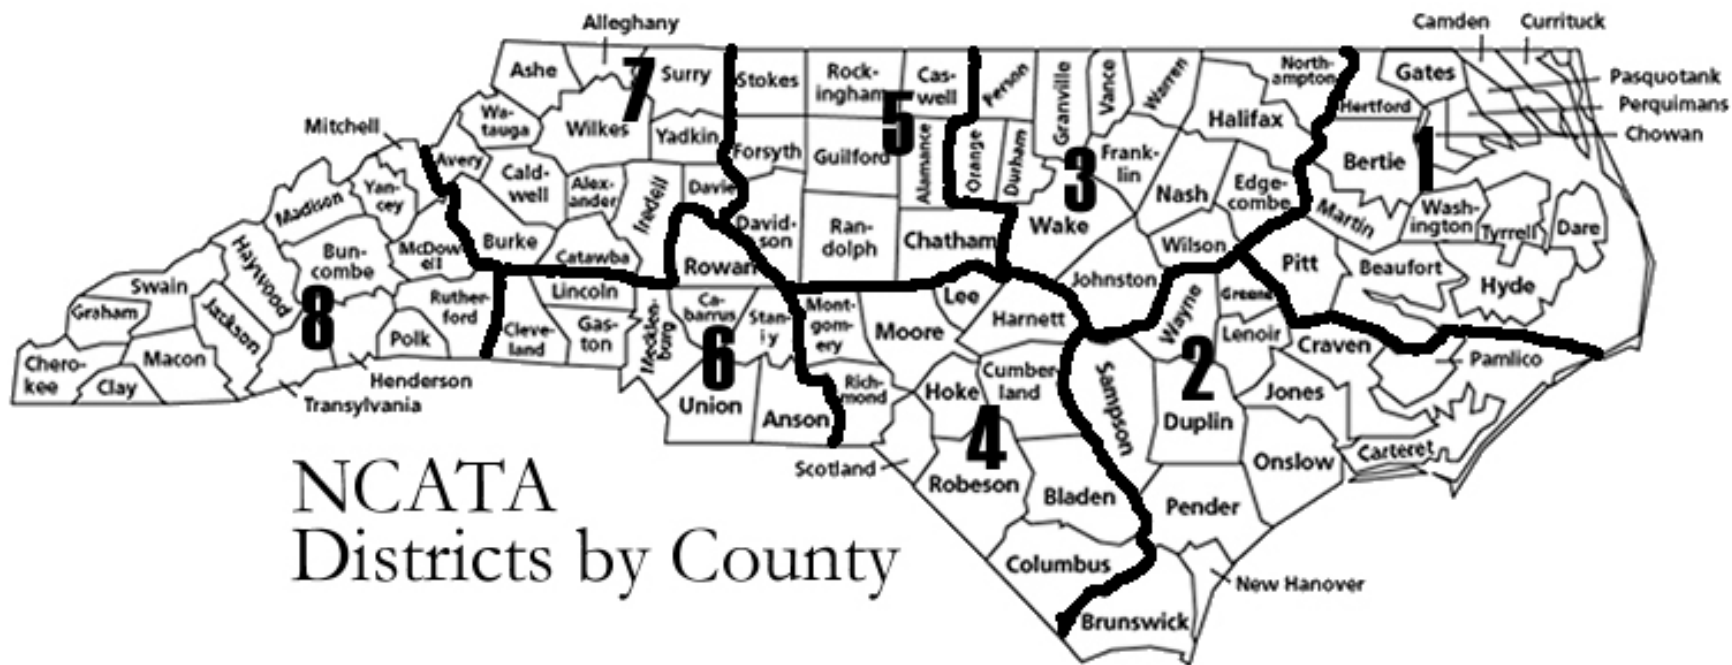 Alleghany
Camden
Currituck
Ashe
7
Surry
Stokes
Rock-
ingham
Cas-
well
Person
Granville
Vance
Warren
North-
ampton
Gates
Pasquotank
Hertford
Perquimans
Chowan
Mitchell
Wa-
tauga
Wilkes
Yadkin
Forsyth
5
Guilford
Alamance
Orange
Durham
3
Frank-
lin
Halifax
Nash
Edge-
combe
Bertie
1
Martin
Wash-
ington
Tyrrell
Dare
Avery
Cald-
well
Alex-
ander
Iredell
Davie
David-
son
Ran-
dolph
Chatham
Wake
Wilson
Pitt
Beaufort
Hyde
Madison
Yan-
cey
McDow
ell
Burke
Catawba
Rowan
Lee
Johnston
Greene
Wayne
Haywood
Bun-
combe
Swain
Graham
Jackson
8
Ruther-
ford
Polk
Cleve-
land
Lincoln
Gas-
ton
Mecklen-
burg
Ca-
barrus
Stan-
ly
6
Mont-
gom-
ery
Moore
Harnett
Lenoir
Craven
Pamlico
Chero-
kee
Clay
Macon
Henderson
Transylvania
Union
Anson
Rich-
mond
Hoke
Cumber-
land
Sampson
2
Duplin
Jones
Carteret
Onslow
Scotland
4
Robeson
Bladen
Pender
Columbus
New Hanover
Brunswick
NCATA
Districts by County